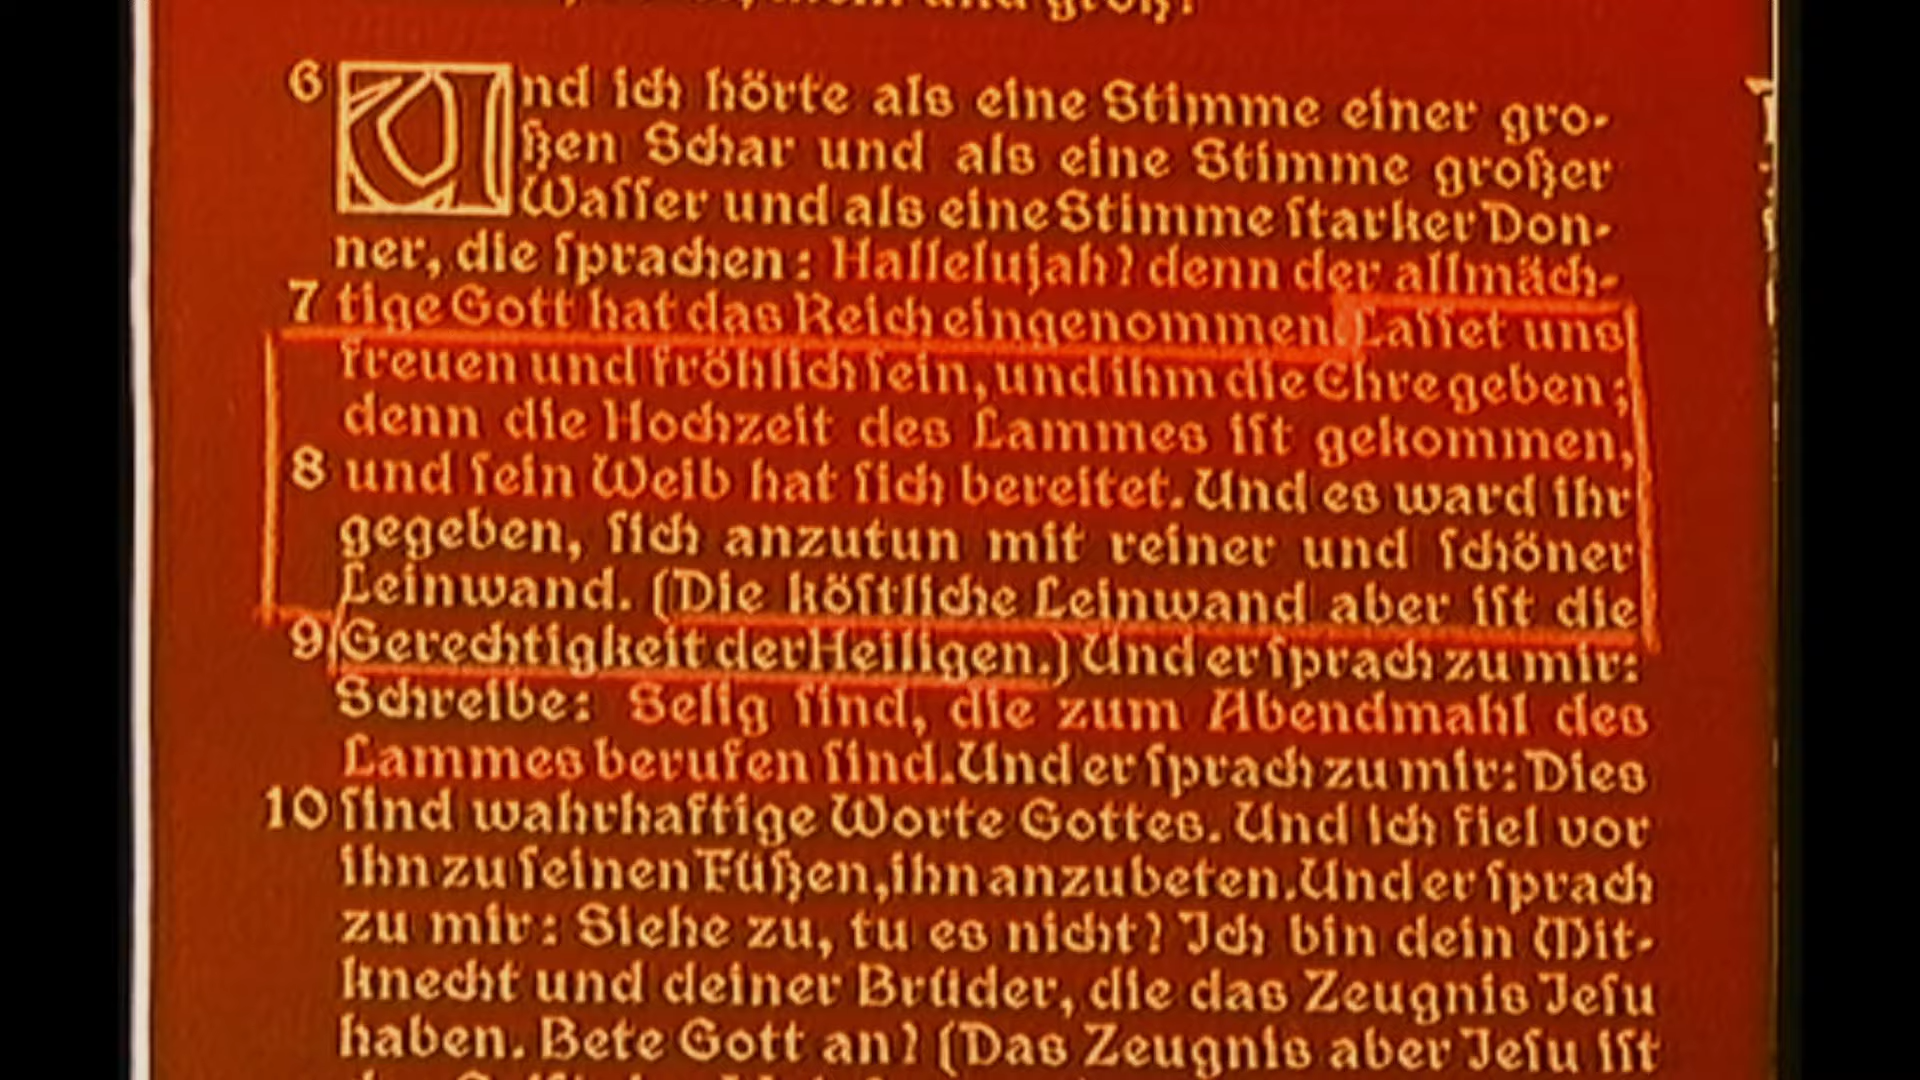 klein und groß!
6 Und ich hörte als eine Stimme einer gro-
ßen Schar und als eine Stimme großer
Wasser und als eine Stimme starker Don-
ner, die sprachen: Hallelujah! denn der allmäch-
7 tige Gott hat das Reich eingenommen. Lasset uns
freuen und fröhlich sein, und ihm die Ehre geben;
denn die Hochzeit des Lammes ist gekommen,
8 und sein Weib hat sich bereitet. Und es ward ihr
gegeben, sich anzutun mit reiner und schöner
Leinwand. (Die köstliche Leinwand aber ist die
9 Gerechtigkeit der Heiligen.) Und er sprach zu mir:
Schreibe: Selig sind, die zum Abendmahl des
Lammes berufen sind. Und er sprach zu mir: Dies
10 sind wahrhaftige Worte Gottes. Und ich fiel vor
ihn zu seinen Füßen, ihn anzubeten. Und er sprach
zu mir: Siehe zu, tu es nicht! Ich bin dein Mit-
knecht und deiner Brüder, die das Zeugnis Jesu
haben. Bete Gott an! (Das Zeugnis aber Jesu ist